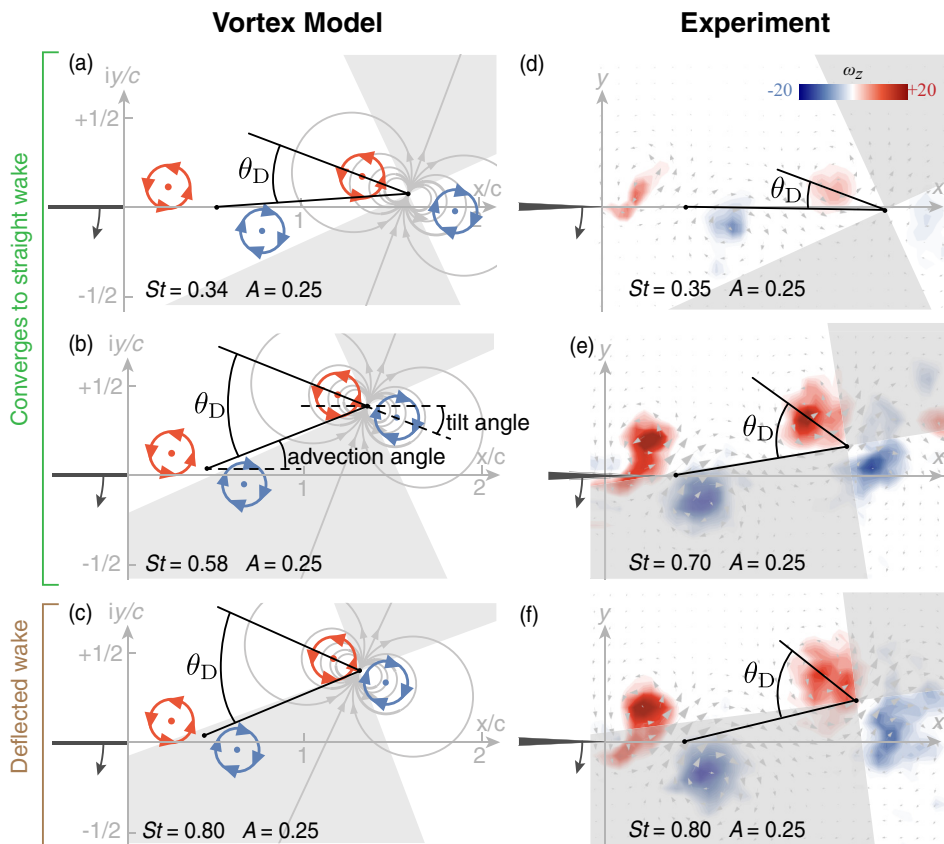 Vortex Model
Experiment
Converges to straight wake
Deflected wake
(a)
iy/c
+1/2
θD
x/c
1
2
-1/2
St = 0.34 A = 0.25
(d)
y
ωz
-20
+20
θD
x
St = 0.35 A = 0.25
(b)
iy/c
+1/2
θD
tilt angle
advection angle
x/c
1
2
-1/2
St = 0.58 A = 0.25
(e)
y
θD
x
St = 0.70 A = 0.25
(c)
iy/c
+1/2
θD
x/c
1
2
-1/2
St = 0.80 A = 0.25
(f)
y
θD
x
St = 0.80 A = 0.25